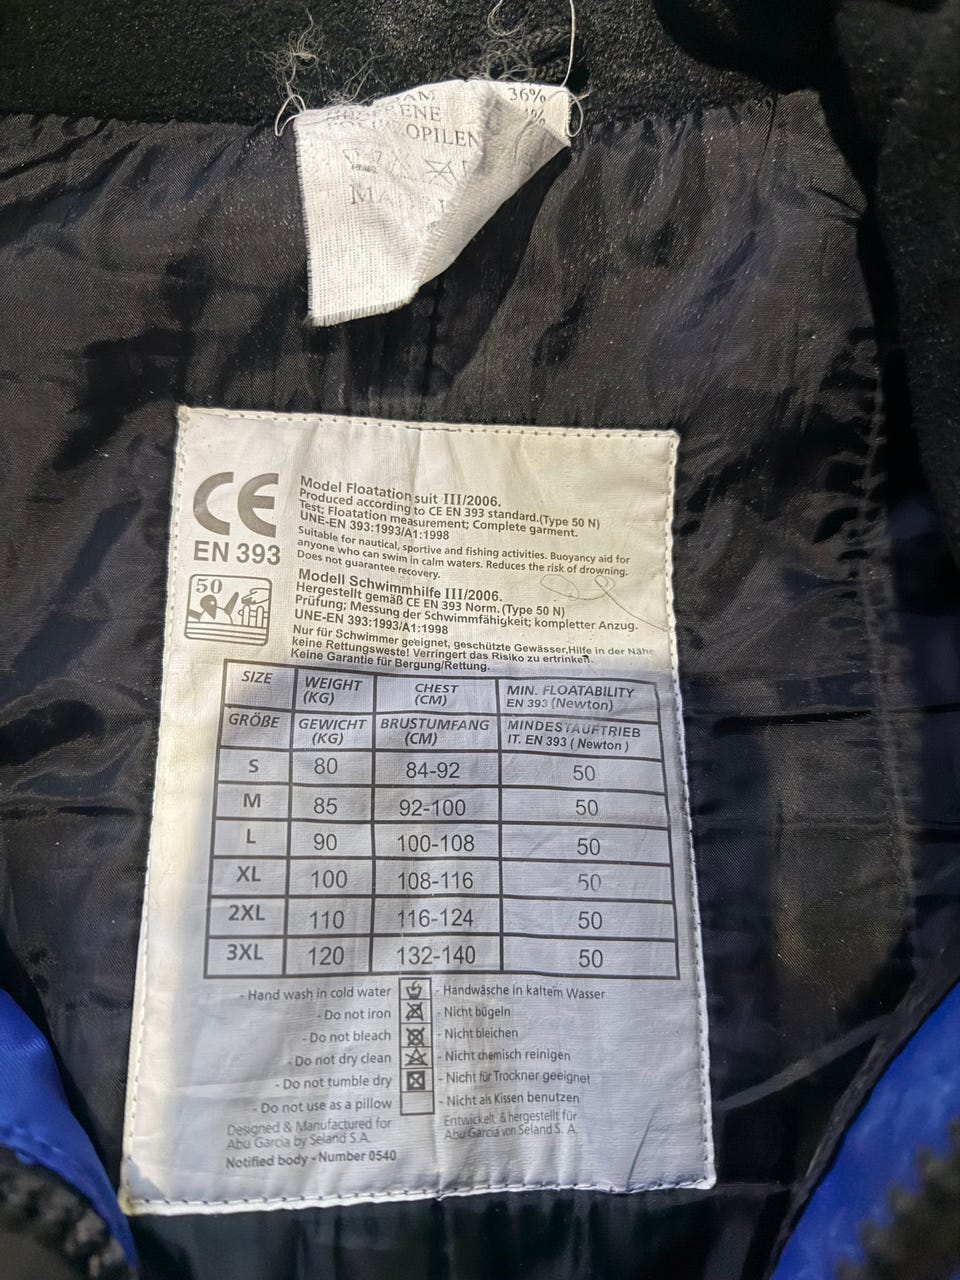 36%
OPILEN
CE
EN 393
50
Model Floatation suit III/2006.
Produced according to CE EN 393 standard.(Type 50 N)
Test; Floatation measurement; Complete garment.
UNE-EN 393:1993/A1:1998
Suitable for nautical, sportive and fishing activities. Buoyancy aid for
anyone who can swim in calm waters. Reduces the risk of drowning.
Does not guarantee recovery.
Modell Schwimmhilfe III/2006.
Hergestellt gemäß CE EN 393 Norm. (Type 50 N)
Prüfung; Messung der Schwimmfähigkeit; kompletter Anzug.
UNE-EN 393:1993/A1:1998
Nur für Schwimmer geeignet, geschützte Gewässer,Hilfe in der Nähe
keine Rettungsweste! Verringert das Risiko zu ertrinken.
Keine Garantie für Bergung/Rettung.
SIZE WEIGHT (KG) CHEST (CM) MIN. FLOATABILITY EN 393 (Newton)
GRÖBE GEWICHT (KG) BRUSTUMFANG (CM) MINDESTAUFTRIEB IT. EN 393 ( Newton )
S 80 84-92 50
M 85 92-100 50
L 90 100-108 50
XL 100 108-116 50
2XL 110 116-124 50
3XL 120 132-140 50
- Hand wash in cold water - Handwäsche in kaltem Wasser
- Do not iron - Nicht bügeln
- Do not bleach - Nicht bleichen
- Do not dry clean - Nicht chemisch reinigen
- Do not tumble dry - Nicht für Trockner geeignet
- Do not use as a pillow - Nicht als Kissen benutzen
Designed & Manufactured for
Abu Garcia by Seland S.A.
Entwickelt & hergestellt für
Abu Garcia von Seland S. A.
Notified body - Number 0540